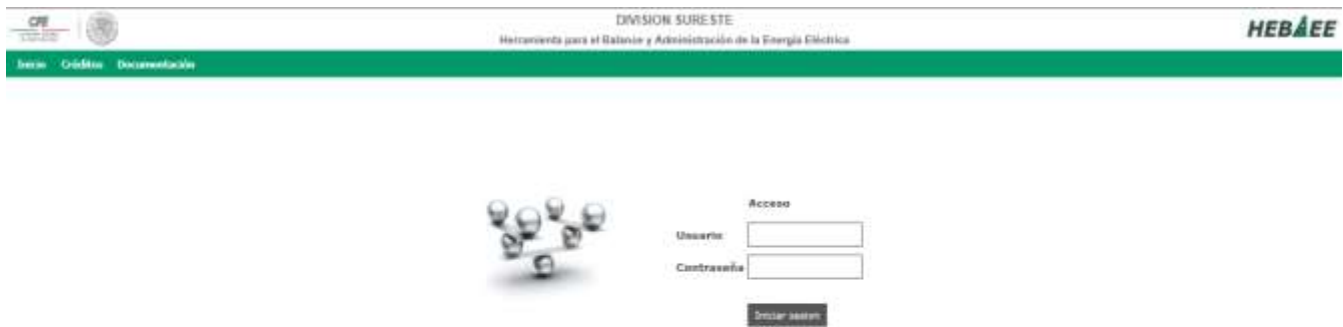 CFE
DIVISION SURESTE
Herramienta para el Balance y Administración de la Energía Eléctrica
HEBAEE
Inicio Créditos Documentación
Acceso
Usuario
Contraseña
Iniciar sesion